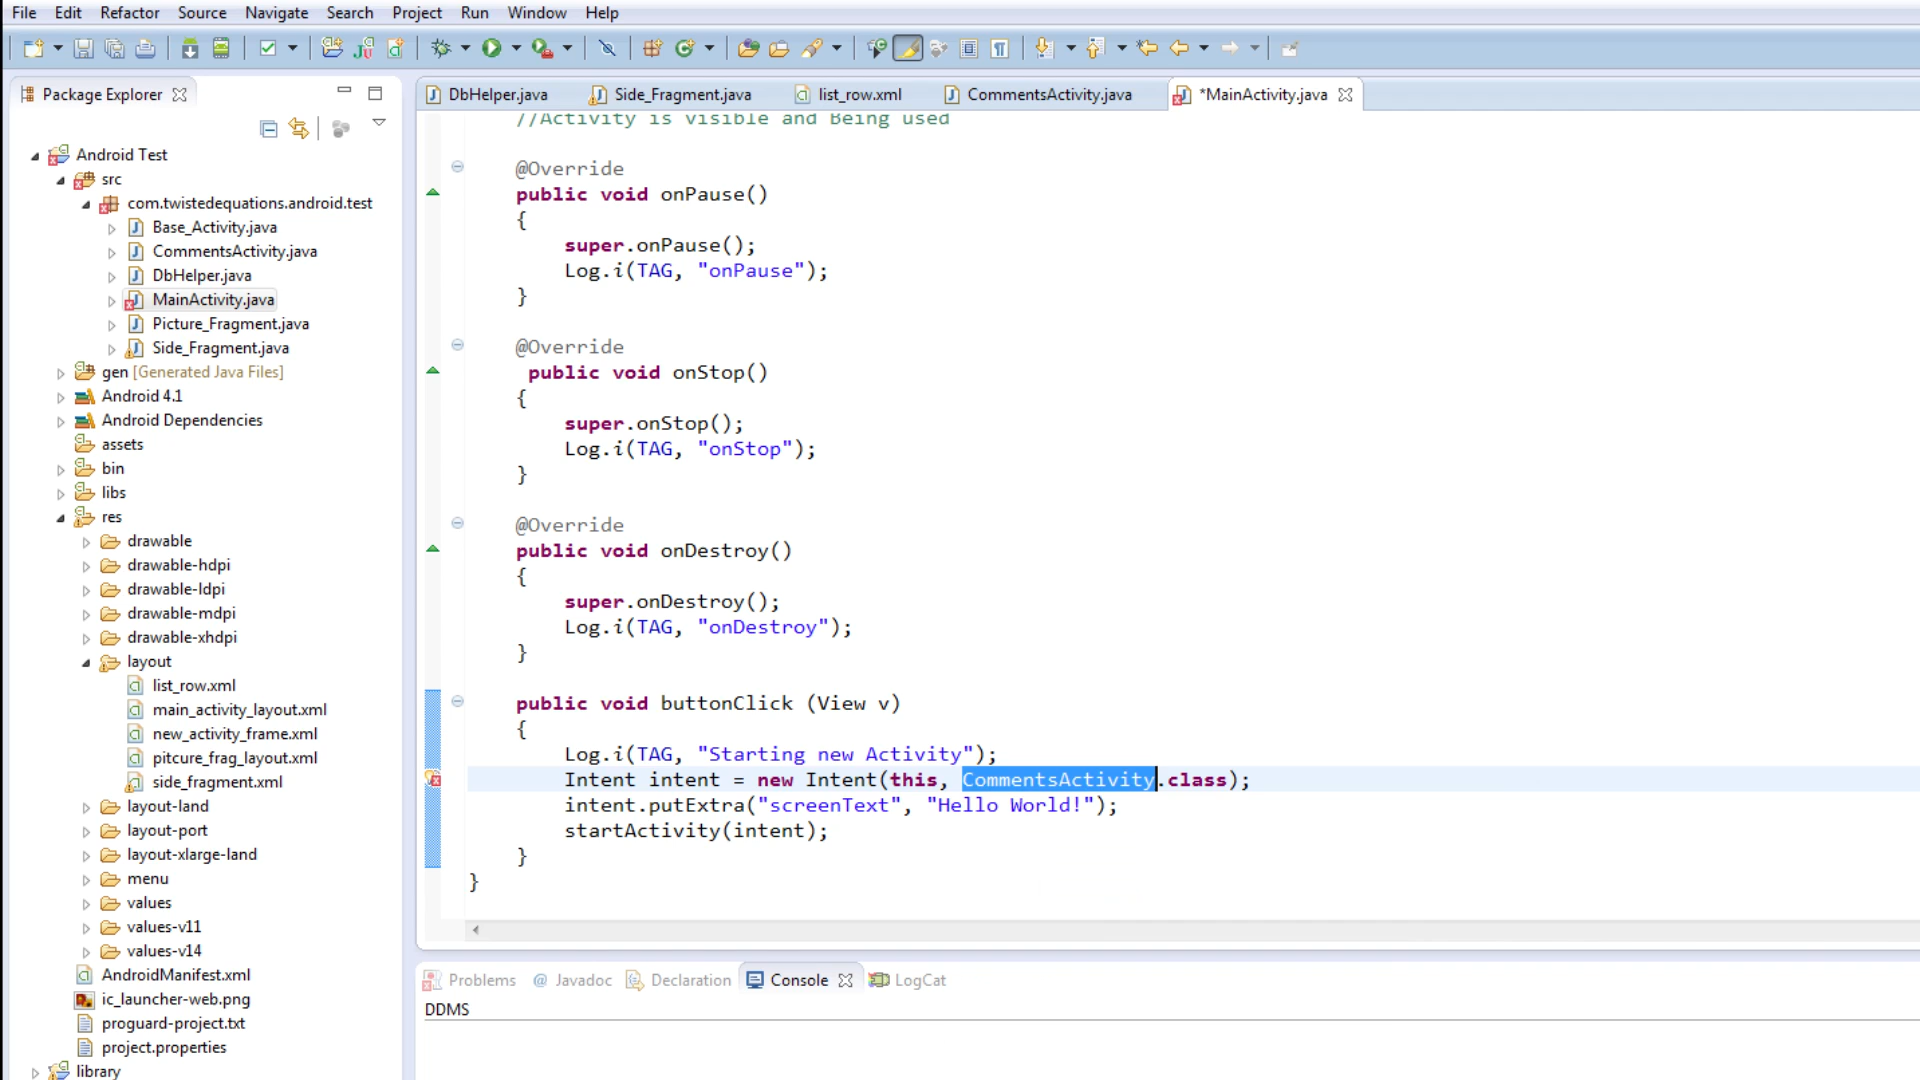 File Edit Refactor Source Navigate Search Project Run Window Help
Package Explorer
DbHelper.java Side_Fragment.java list_row.xml CommentsActivity.java *MainActivity.java
Android Test
src
com.twistedequations.android.test
Base_Activity.java
CommentsActivity.java
DbHelper.java
MainActivity.java
Picture_Fragment.java
Side_Fragment.java
gen [Generated Java Files]
Android 4.1
Android Dependencies
assets
bin
libs
res
drawable
drawable-hdpi
drawable-ldpi
drawable-mdpi
drawable-xhdpi
layout
list_row.xml
main_activity_layout.xml
new_activity_frame.xml
pitcure_frag_layout.xml
side_fragment.xml
layout-land
layout-port
layout-xlarge-land
menu
values
values-v11
values-v14
AndroidManifest.xml
ic_launcher-web.png
proguard-project.txt
project.properties
library
//Activity is visible and Being used
@Override
public void onPause()
{
super.onPause();
Log.i(TAG, "onPause");
}
@Override
public void onStop()
{
super.onStop();
Log.i(TAG, "onStop");
}
@Override
public void onDestroy()
{
super.onDestroy();
Log.i(TAG, "onDestroy");
}
public void buttonClick (View v)
{
Log.i(TAG, "Starting new Activity");
Intent intent = new Intent(this, CommentsActivity.class);
intent.putExtra("screenText", "Hello World!");
startActivity(intent);
}
}
Problems @ Javadoc Declaration Console LogCat
DDMS